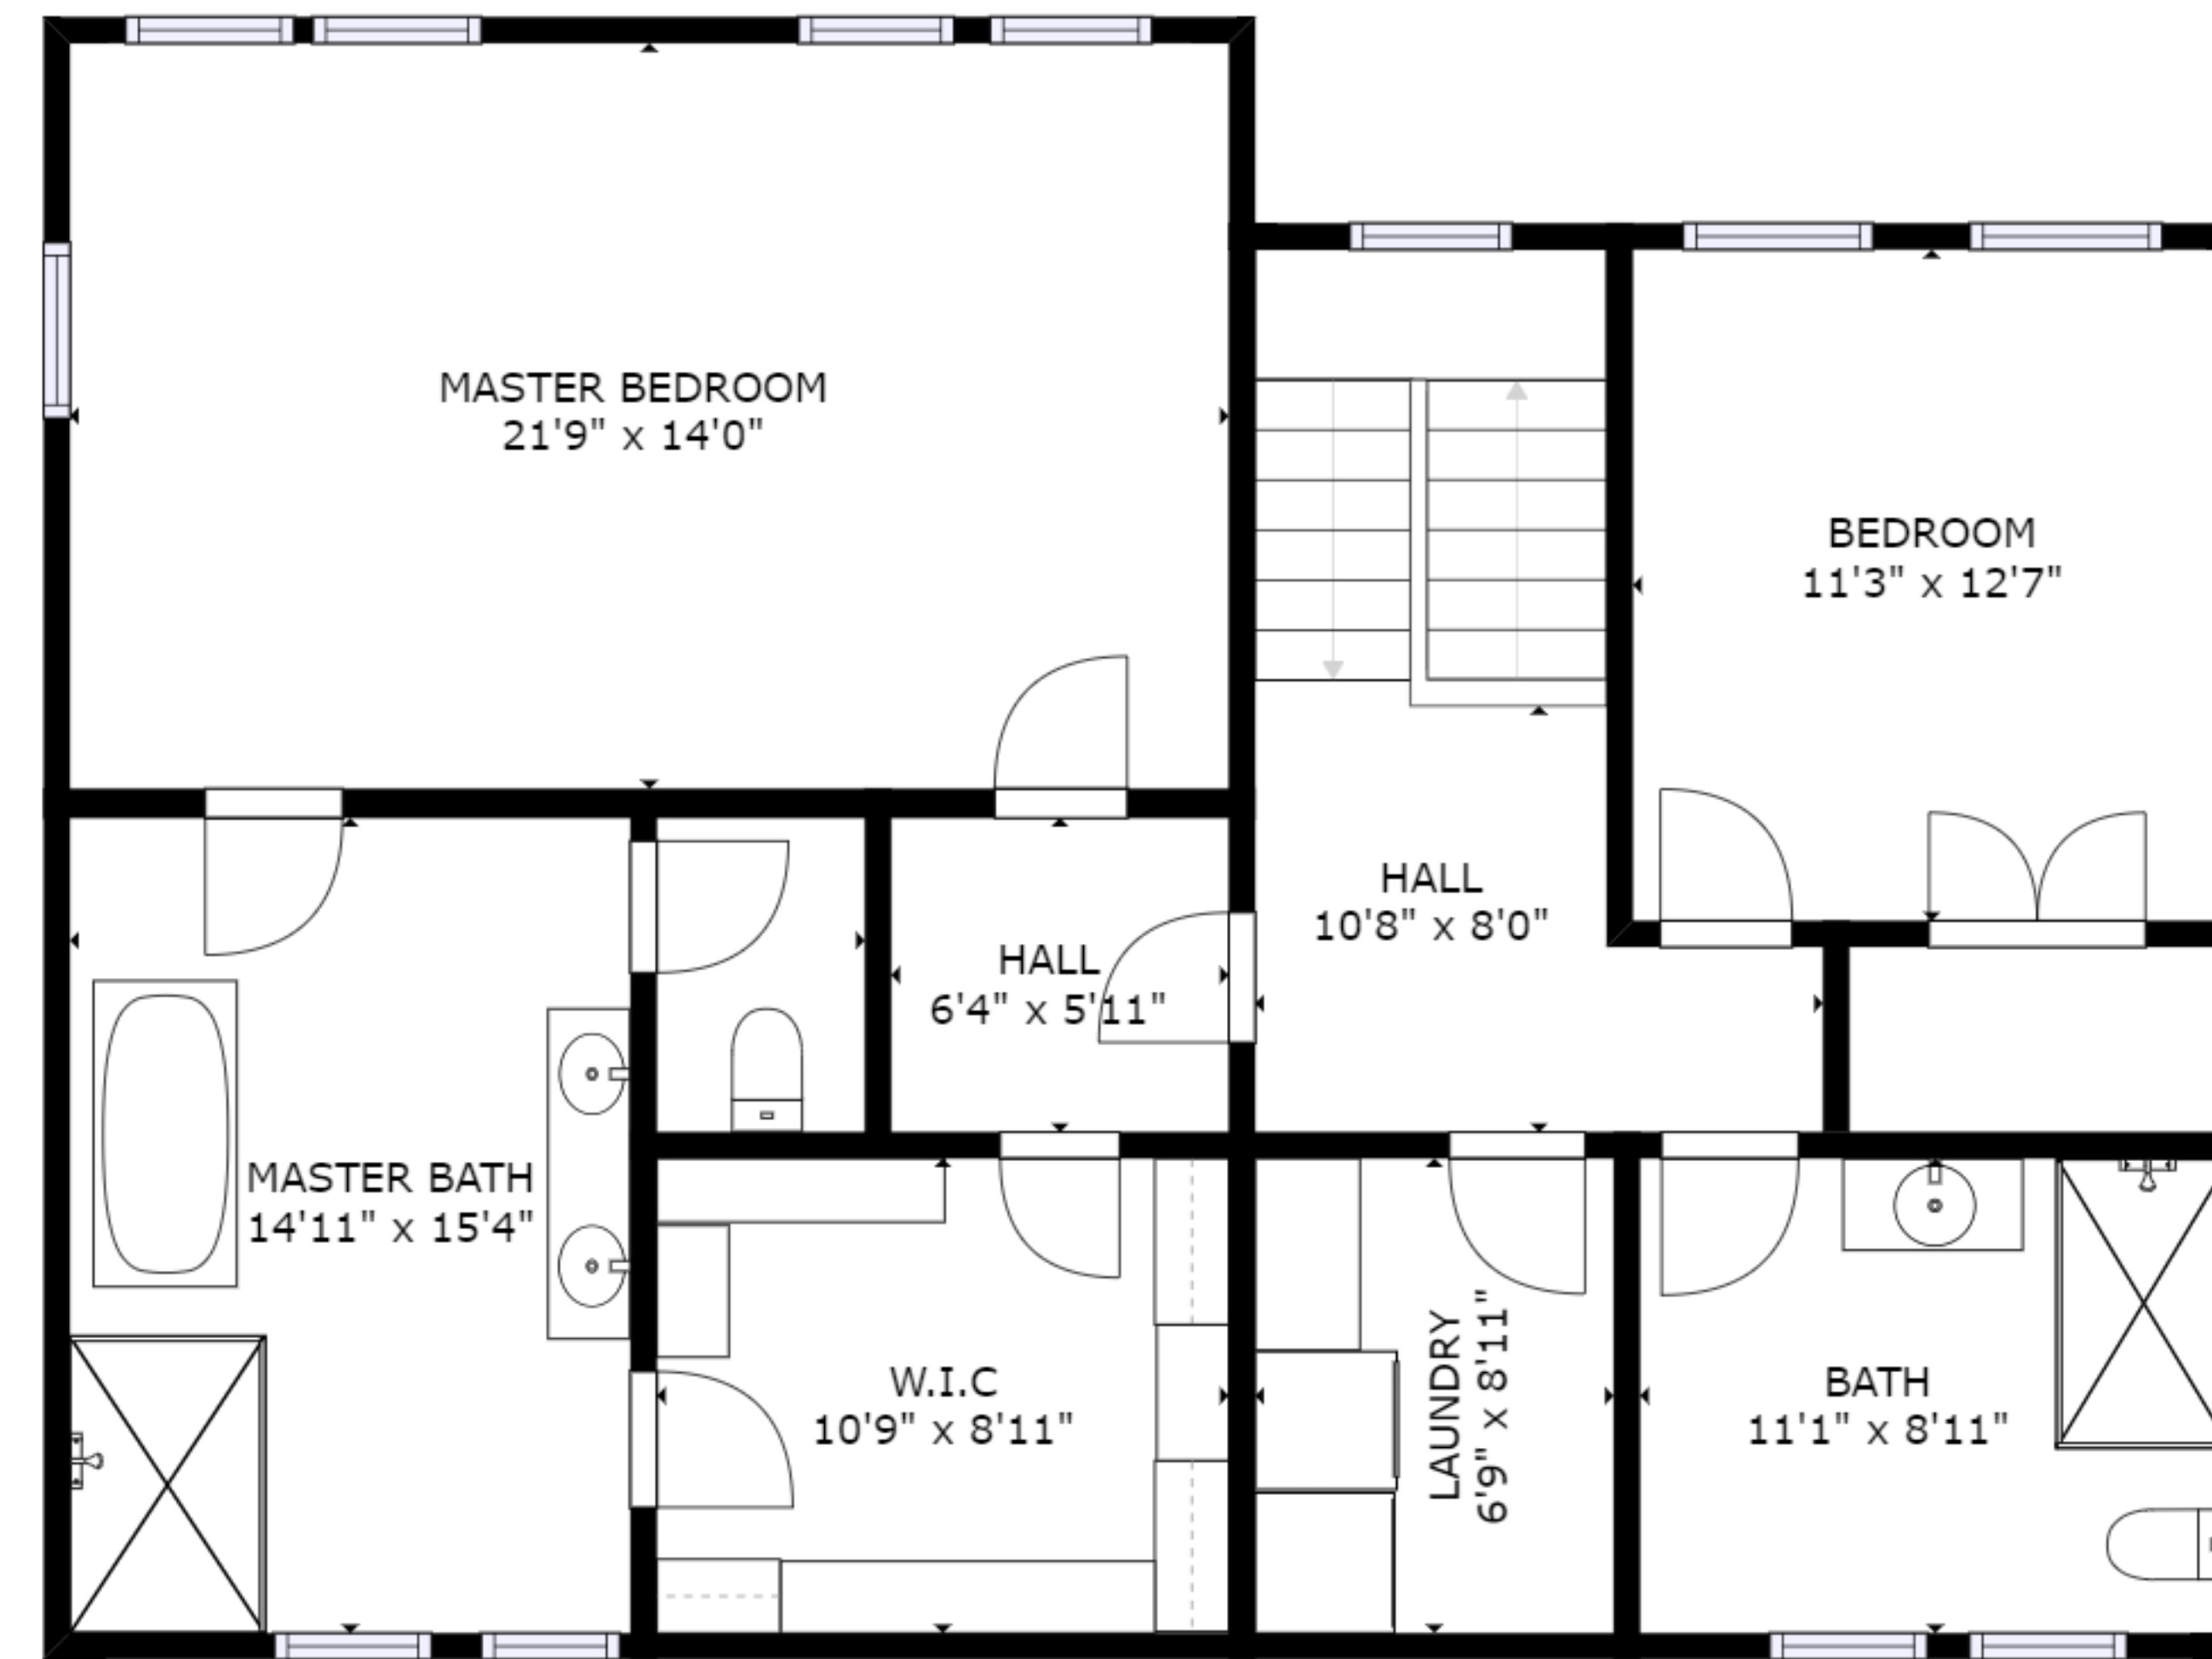 MASTER BEDROOM
21'9" x 14'0"
BEDROOM
11'3" x 12'7"
HALL
10'8" x 8'0"
HALL
6'4" x 5'11"
MASTER BATH
14'11" x 15'4"
W.I.C
10'9" x 8'11"
LAUNDRY
6'9" x 8'11"
BATH
11'1" x 8'11"